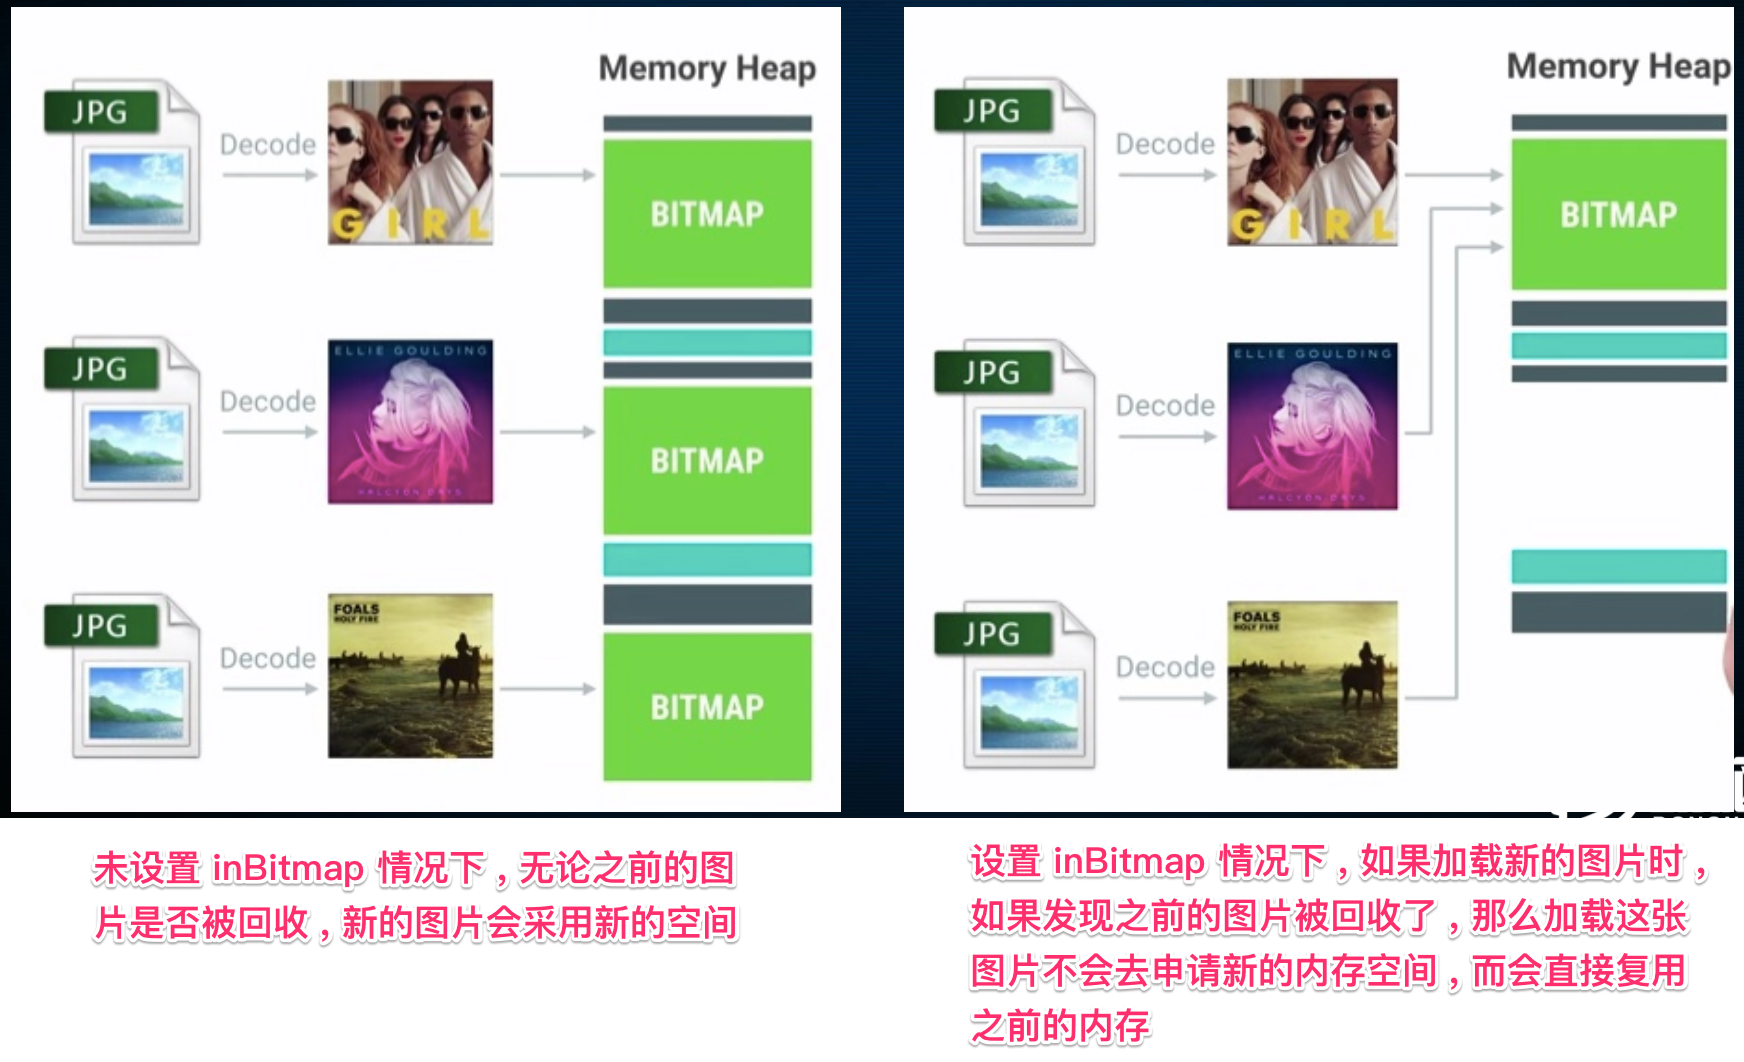 Memory Heap
JPG
Decode
GIRL
BITMAP
JPG
Decode
ELLIE GOULDING
HALCYON DAYS
BITMAP
JPG
Decode
FOALS
HOLY FIRE
BITMAP
未设置 inBitmap 情况下，无论之前的图
片是否被回收，新的图片会采用新的空间
Memory Heap
JPG
Decode
GIRL
BITMAP
JPG
Decode
ELLIE GOULDING
HALCYON DAYS
JPG
Decode
FOALS
HOLY FIRE
设置 inBitmap 情况下，如果加载新的图片时，
如果发现之前的图片被回收了，那么加载这张
图片不会去申请新的内存空间，而会直接复用
之前的内存